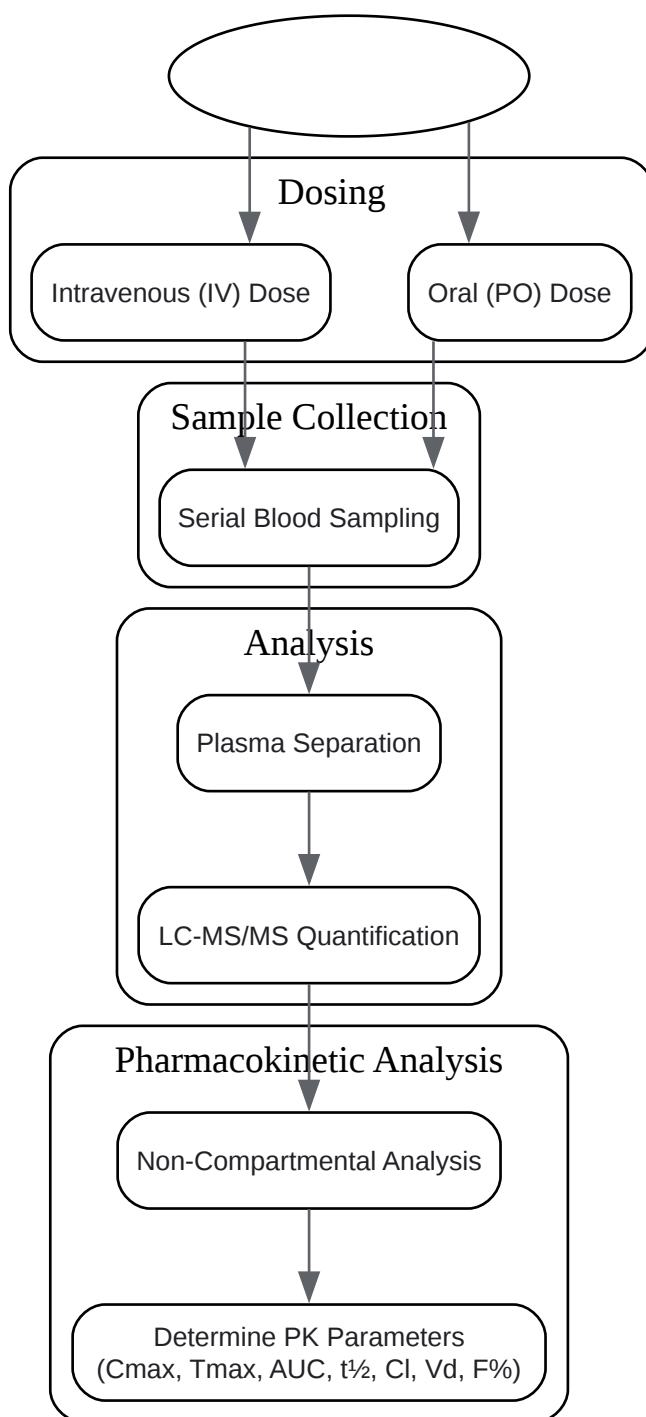 Dosing
Intravenous (IV) Dose
Oral (PO) Dose
Sample Collection
Serial Blood Sampling
Analysis
Plasma Separation
LC-MS/MS Quantification
Pharmacokinetic Analysis
Non-Compartmental Analysis
Determine PK Parameters
(Cmax, Tmax, AUC, t½, Cl, Vd, F%)